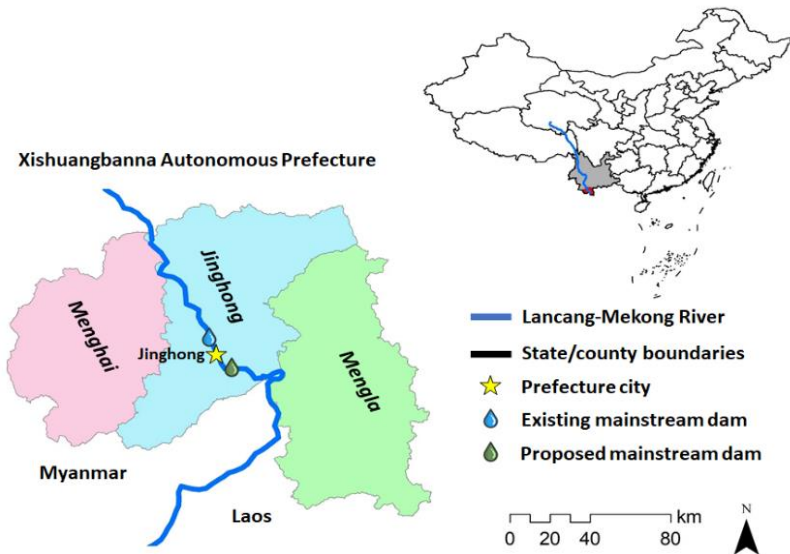 Xishuangbanna Autonomous Prefecture
Jinghong
Menghai
Jinghong
Mengla
Myanmar
Laos
Lancang-Mekong River
State/county boundaries
Prefecture city
Existing mainstream dam
Proposed mainstream dam
km
0 20 40 80
N